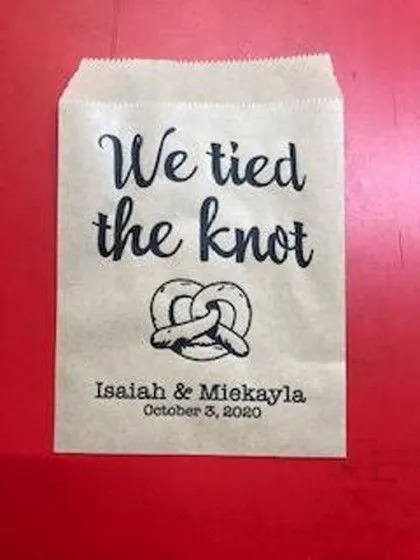 We tied
the knot
Isaiah & Miekayla
October 3, 2020